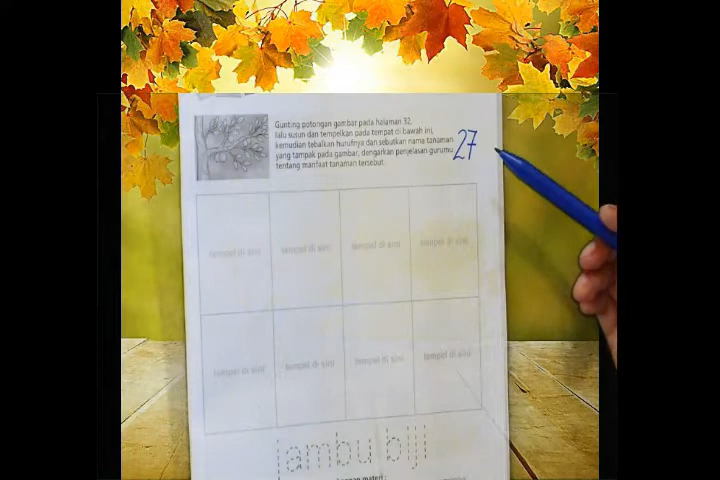 Gunting potongan gambar pada halaman 32,
lalu susun dan tempelkan pada tempat di bawah ini,
kemudian tebalkan hurufnya dan sebutkan nama tanaman
yang tampak pada gambar, dengarkan penjelasan gurumu
tentang manfaat tanaman tersebut.
27
tempel di sini tempel di sini tempel di sini tempel di sini
tempel di sini tempel di sini tempel di sini tempel di sini
jambu biji
materi :